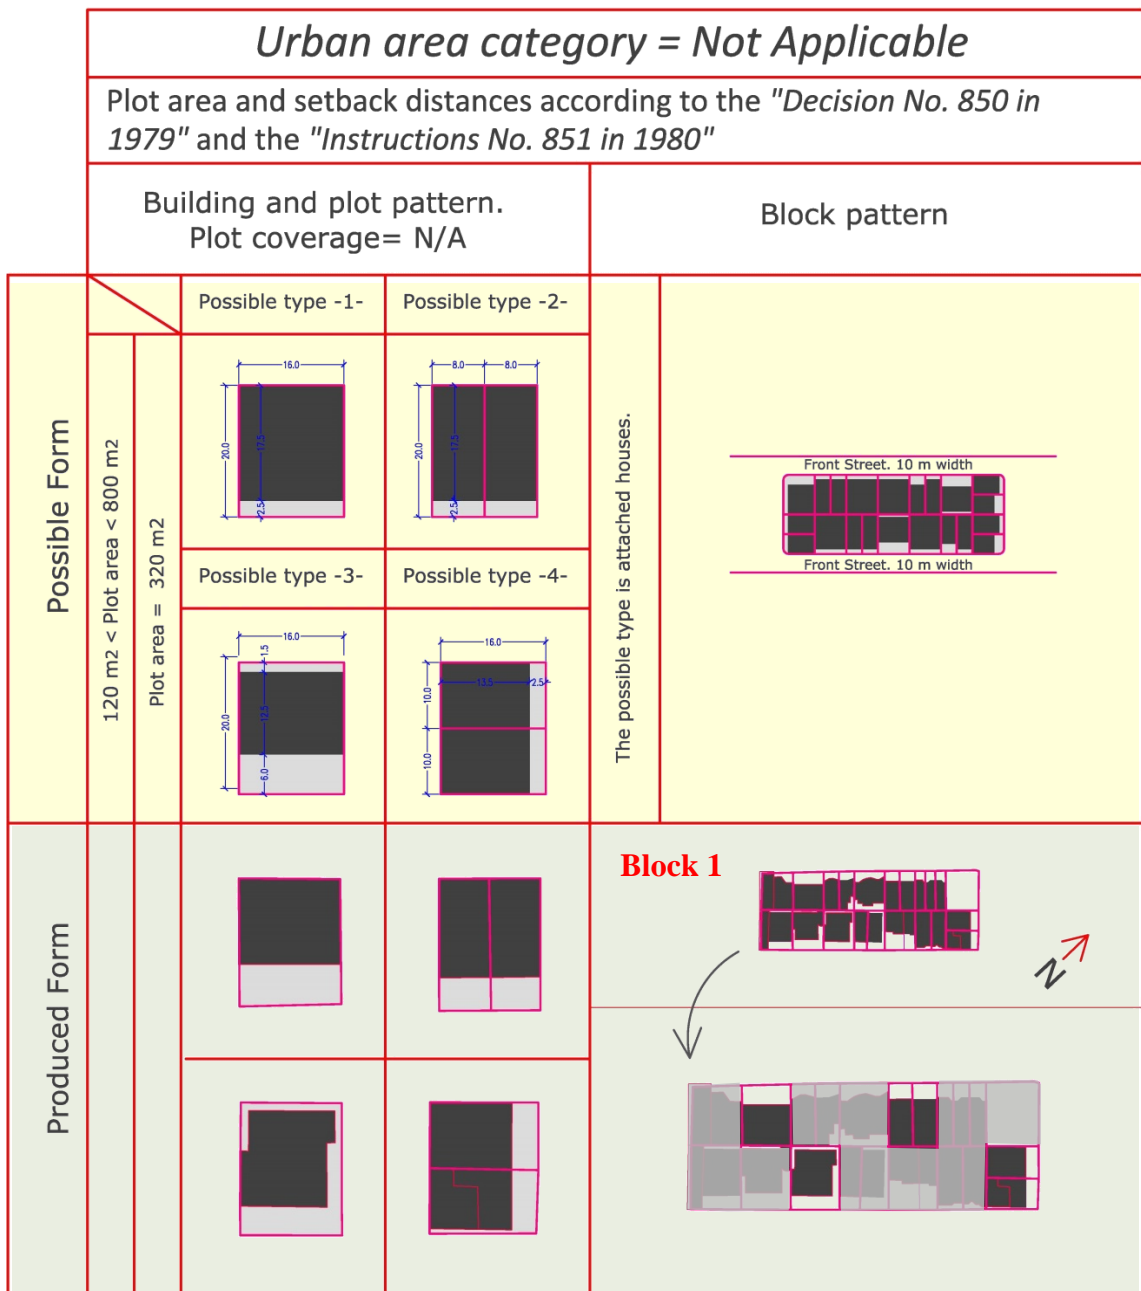 Urban area category = Not Applicable
Plot area and setback distances according to the "Decision No. 850 in
1979" and the "Instructions No. 851 in 1980"
Building and plot pattern.
Plot coverage= N/A
Block pattern
Possible Form
120 m2 < Plot area < 800 m2
Plot area = 320 m2
Possible type -1-
Possible type -2-
16.0
20.0
17.5
2.5
8.0
8.0
20.0
17.5
2.5
Possible type -3-
Possible type -4-
16.0
1.5
20.0
12.5
6.0
16.0
10.0
13.5
2.5
10.0
The possible type is attached houses.
Front Street. 10 m width
Front Street. 10 m width
Produced Form
Block 1
N